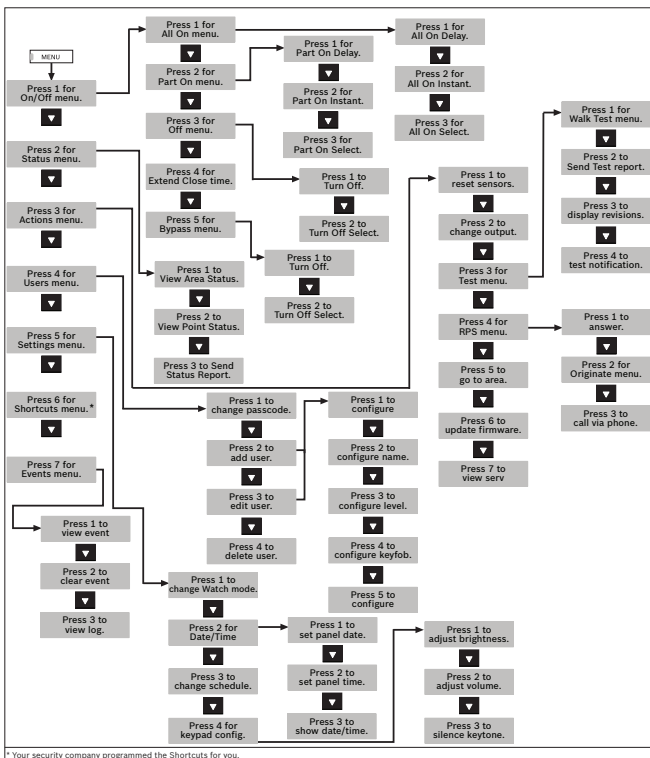 MENU
Press 1 for
On/Off menu.
Press 2 for
Status menu.
Press 3 for
Actions menu.
Press 4 for
Users menu.
Press 5 for
Settings menu.
Press 6 for
Shortcuts menu.*
Press 7 for
Events menu.
Press 1 for
All On menu.
Press 2 for
Part On menu.
Press 3 for
Off menu.
Press 4 for
Extend Close time.
Press 5 for
Bypass menu.
Press 1 for
Part On Delay.
Press 2 for
Part On Instant.
Press 3 for
Part On Select.
Press 1 for
All On Delay.
Press 2 for
All On Instant.
Press 3 for
All On Select.
Press 1 to
Turn Off.
Press 2 to
Turn Off Select.
Press 1 to
Turn Off.
Press 2 to
Turn Off Select.
Press 1 to
View Area Status.
Press 2 to
View Point Status.
Press 3 to Send
Status Report.
Press 1 to
reset sensors.
Press 2 to
change output.
Press 3 for
Test menu.
Press 4 for
RPS menu.
Press 5 to
go to area.
Press 6 to
update firmware.
Press 7 to
view serv
Press 1 for
Walk Test menu.
Press 2 to
Send Test report.
Press 3 to
display revisions.
Press 4 to
test notification.
Press 1 to
answer.
Press 2 for
Originate menu.
Press 3 to
call via phone.
Press 1 to
change passcode.
Press 2 to
add user.
Press 3 to
edit user.
Press 4 to
delete user.
Press 1 to
configure
Press 2 to
configure name.
Press 3 to
configure level.
Press 4 to
configure keyfob.
Press 5 to
configure
Press 1 to
view event
Press 2 to
clear event
Press 3 to
view log.
Press 1 to
change Watch mode.
Press 2 for
Date/Time
Press 3 to
change schedule.
Press 4 for
keypad config.
Press 1 to
set panel date.
Press 2 to
set panel time.
Press 3 to
show date/time.
Press 1 to
adjust brightness.
Press 2 to
adjust volume.
Press 3 to
silence keytone.
* Your security company programmed the Shortcuts for you.